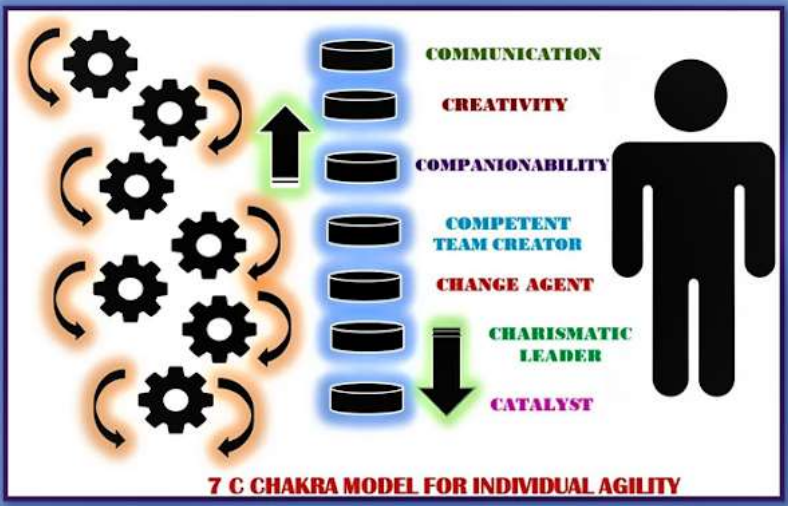 COMMUNICATION
CREATIVITY
COMPANIONABILITY
COMPETENT
TEAM CREATOR
CHANGE AGENT
CHARISMATIC
LEADER
CATALYST
7 C CHAKRA MODEL FOR INDIVIDUAL AGILITY